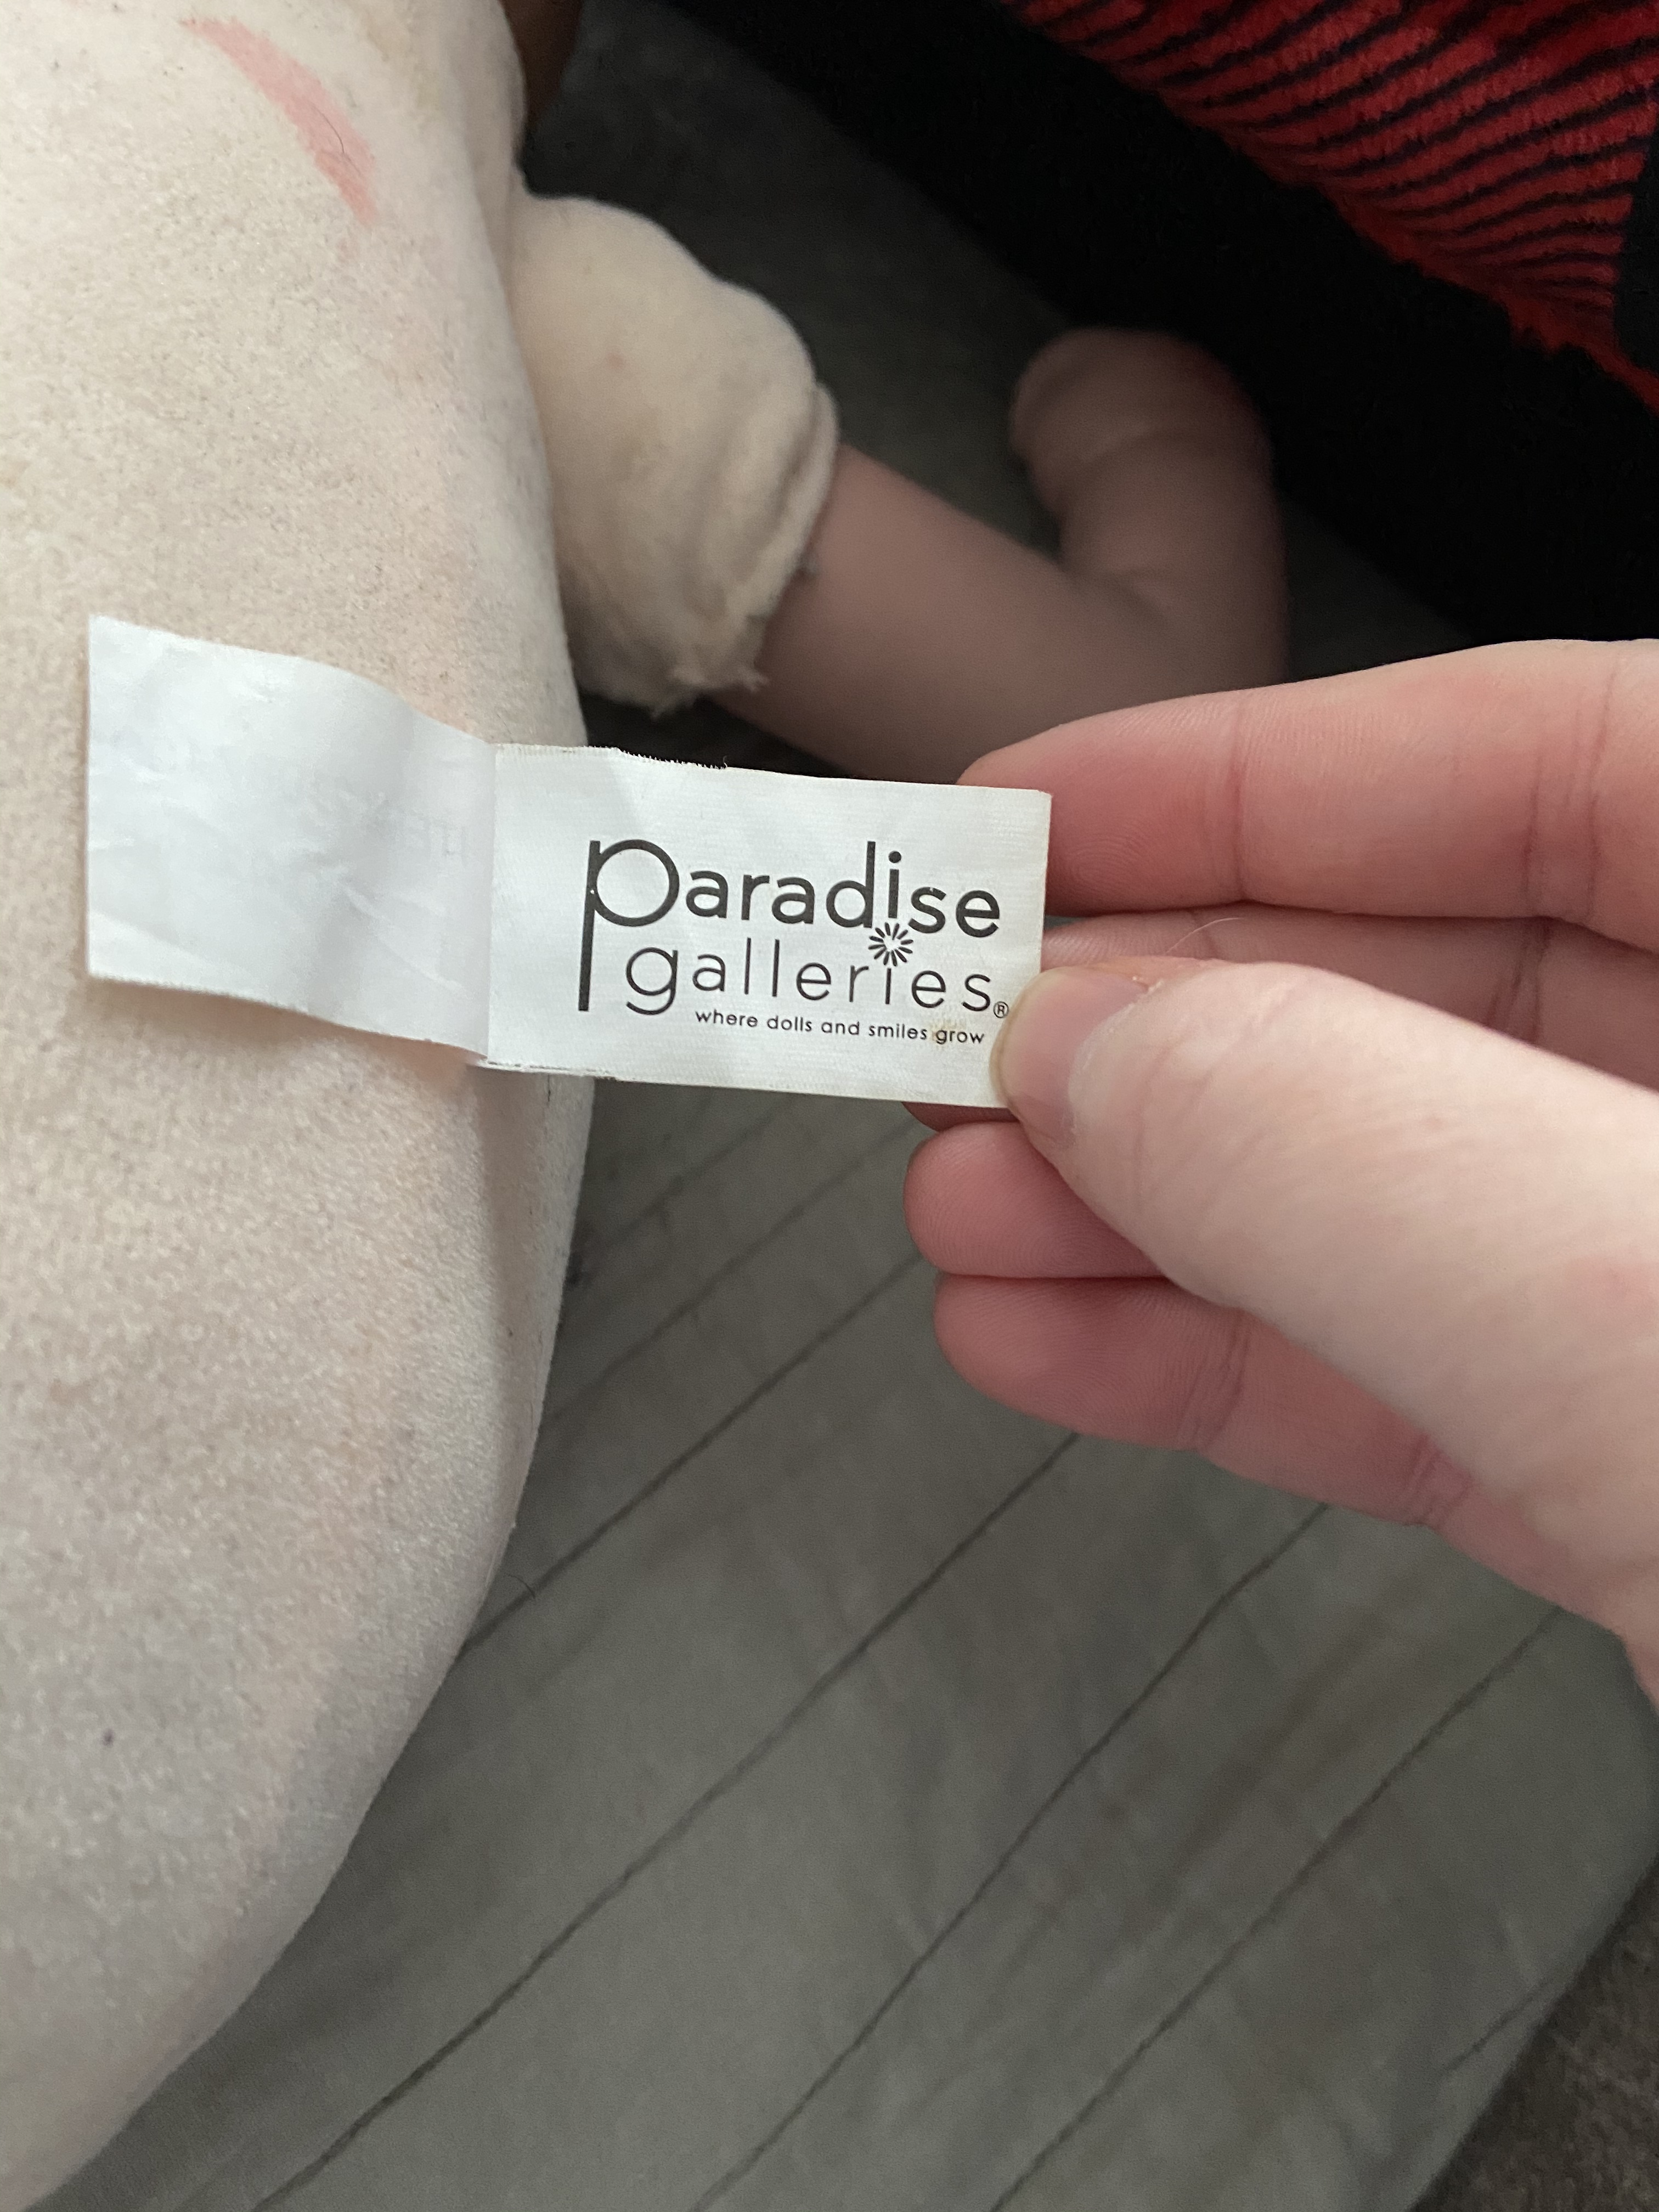 paradise
galleries®
where dolls and smiles grow